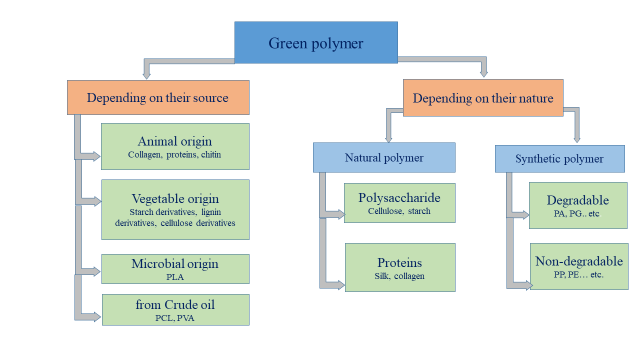 Green polymer
Depending on their source
Animal origin
Collagen, proteins, chitin
Vegetable origin
Starch derivatives, lignin
derivatives, cellulose derivatives
Microbial origin
PLA
from Crude oil
PCL, PVA
Depending on their nature
Natural polymer
Polysaccharide
Cellulose, starch
Proteins
Silk, collagen
Synthetic polymer
Degradable
PA, PG.. etc
Non-degradable
PP, PE… etc.